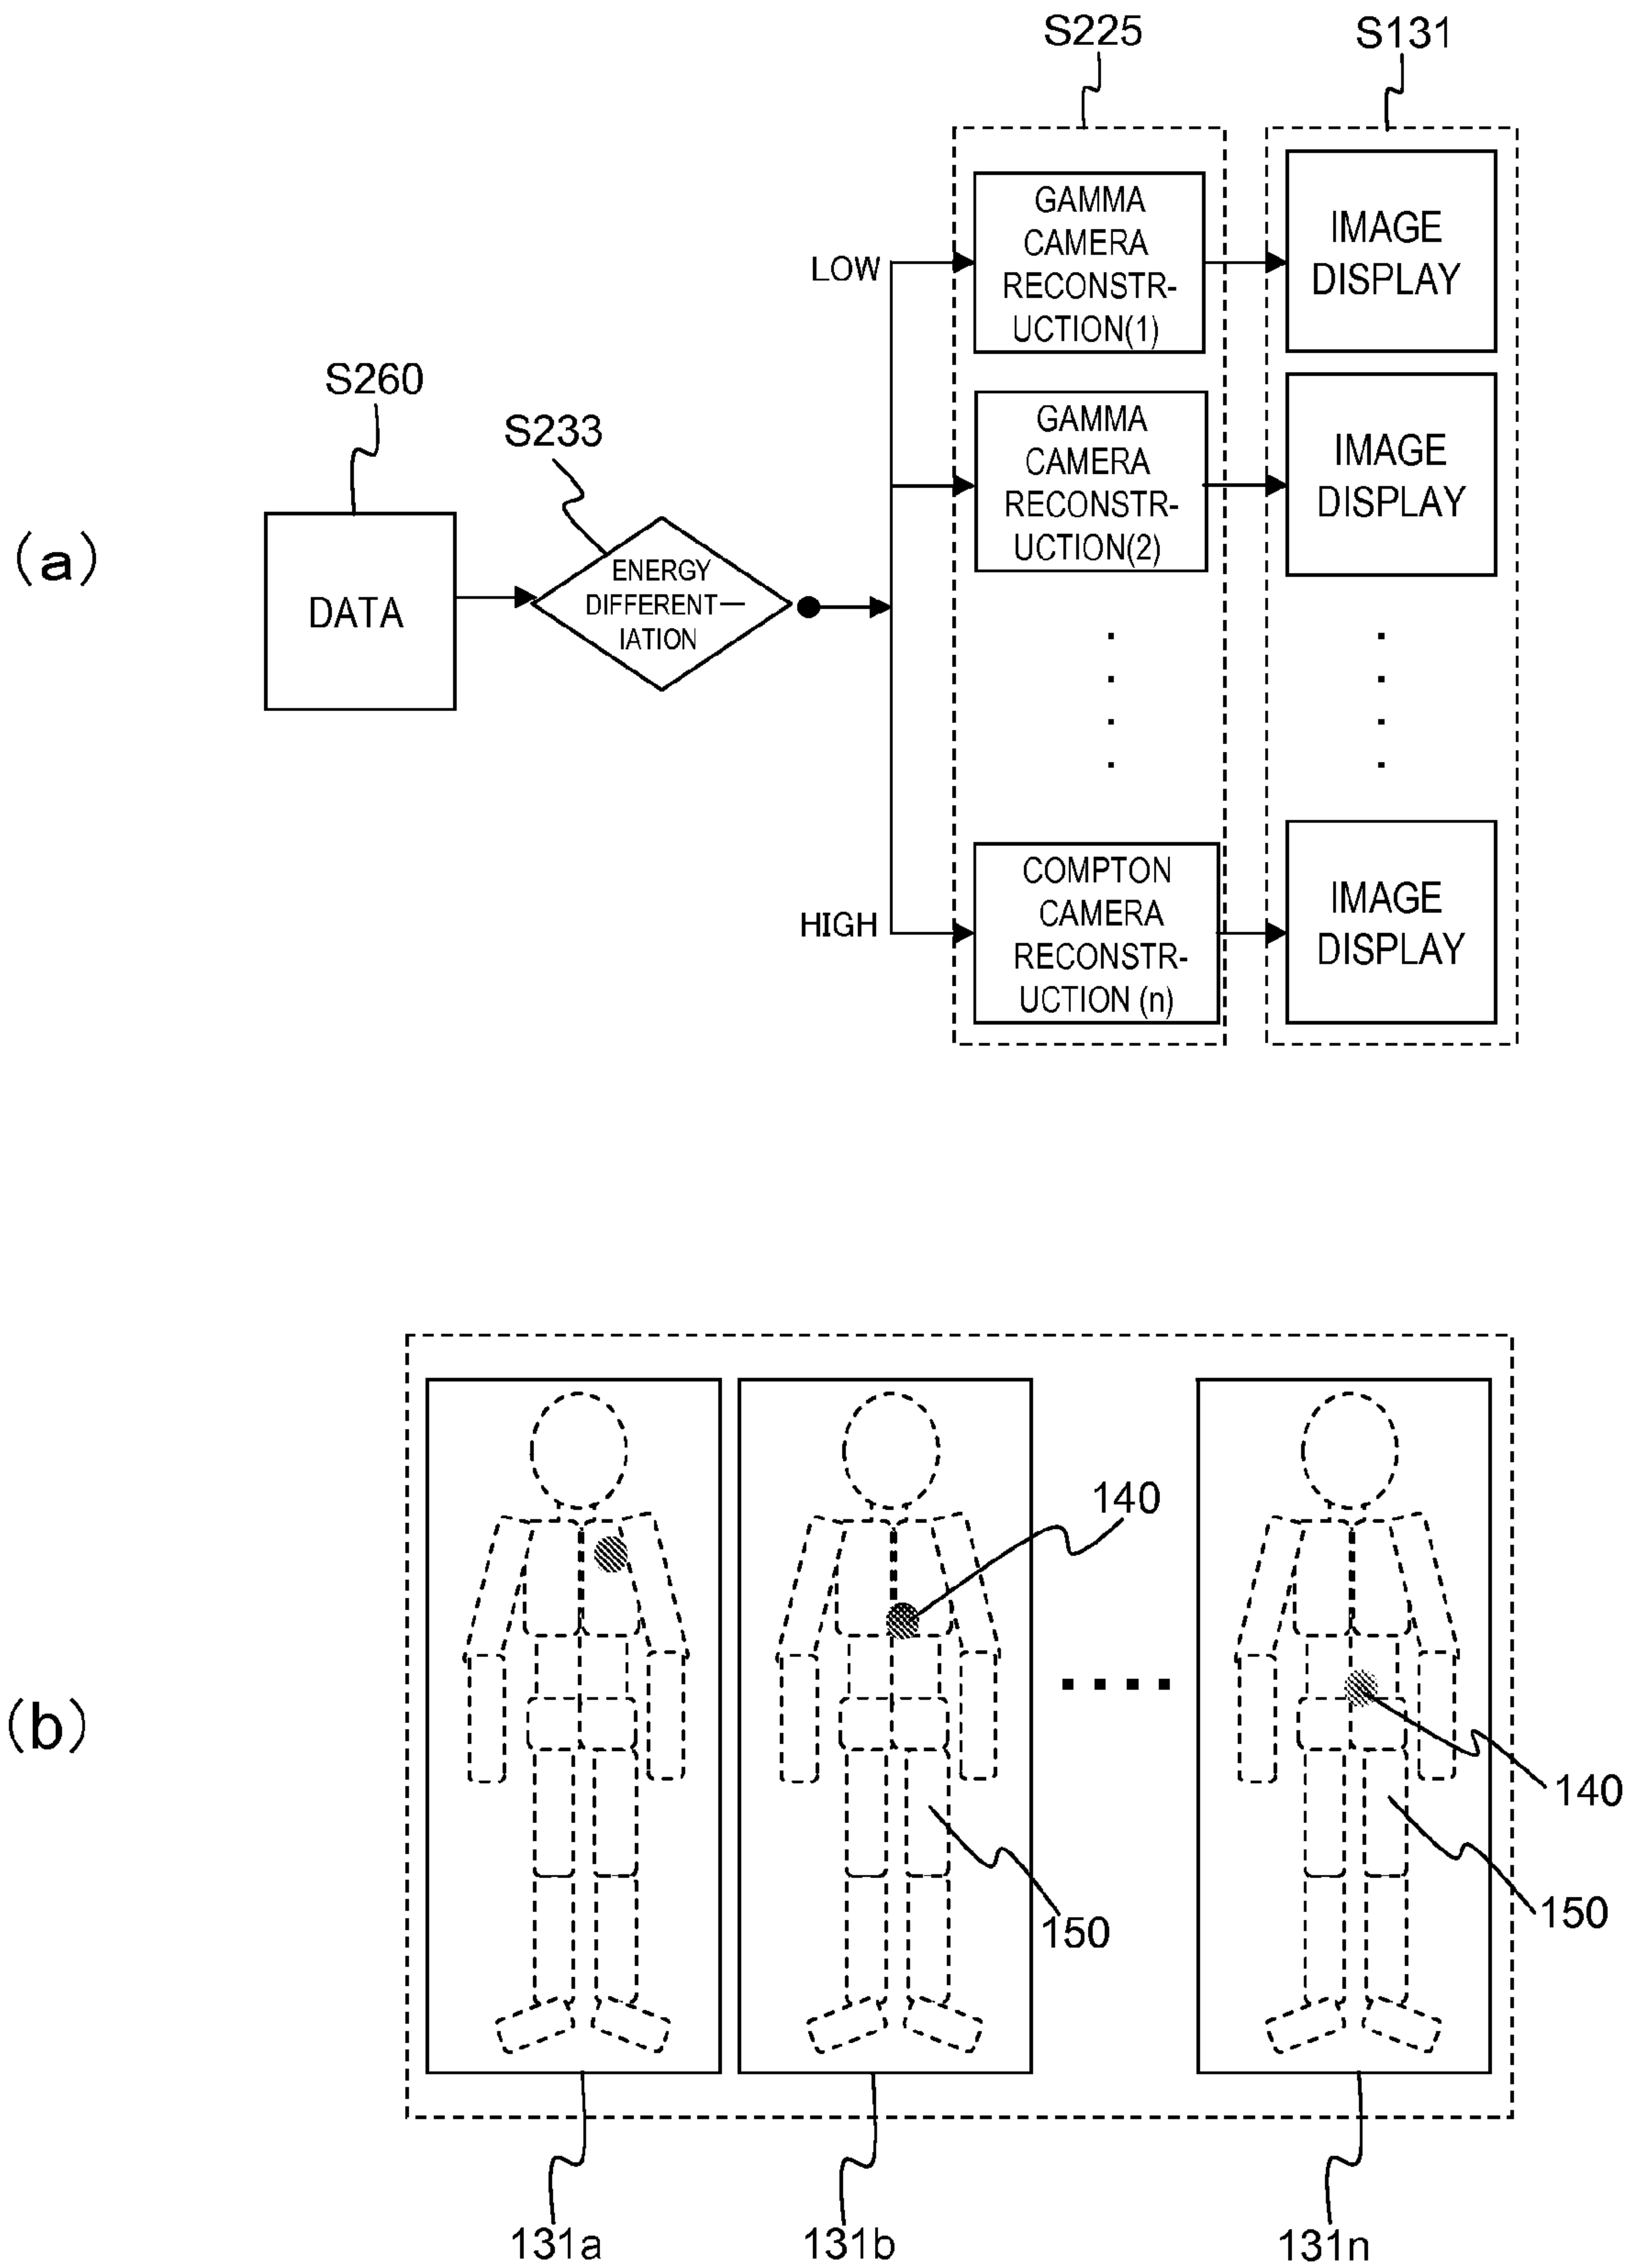 S225
S131
GAMMA
CAMERA
RECONSTR-
UCTION(1)
IMAGE
DISPLAY
LOW
S260
S233
GAMMA
CAMERA
RECONSTR-
UCTION(2)
IMAGE
DISPLAY
(a)
DATA
ENERGY
DIFFERENT—
IATION
HIGH
COMPTON
CAMERA
RECONSTR-
UCTION (n)
IMAGE
DISPLAY
140
(b)
140
150
150
131a
131b
131n